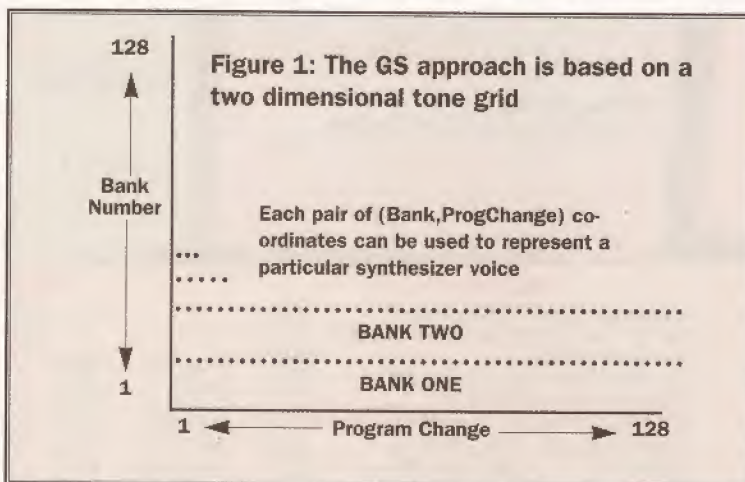 128
Figure 1: The GS approach is based on a
two dimensional tone grid
Bank
Number
Each pair of (Bank,ProgChange) co-
ordinates can be used to represent a
particular synthesizer voice
BANK TWO
BANK ONE
1
1 Program Change 128